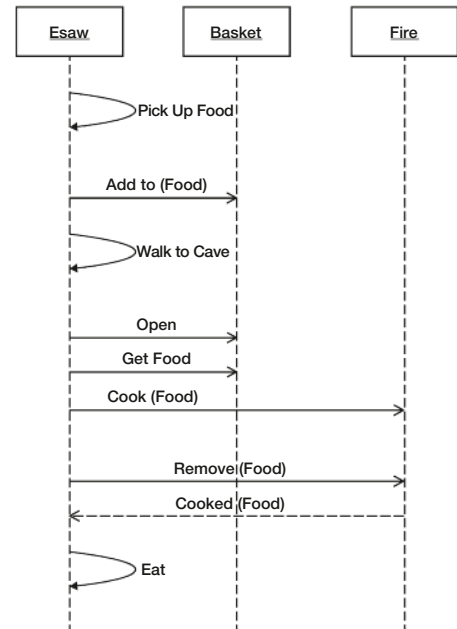 Esaw
Basket
Fire
Pick Up Food
Add to (Food)
Walk to Cave
Open
Get Food
Cook (Food)
Remove (Food)
Cooked (Food)
Eat